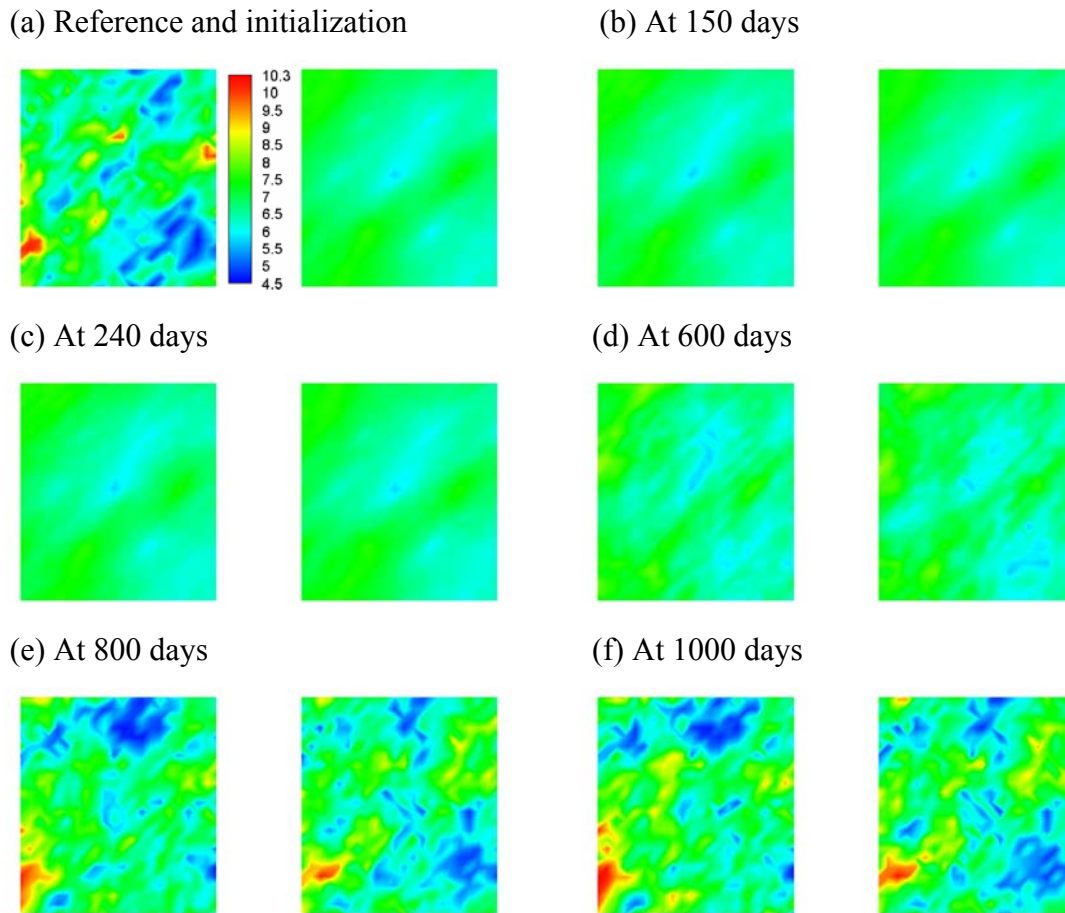 (a) Reference and initialization
(b) At 150 days
10.3
10
9.5
9
8.5
8
7.5
7
6.5
6
5.5
5
4.5
(c) At 240 days
(d) At 600 days
(e) At 800 days
(f) At 1000 days